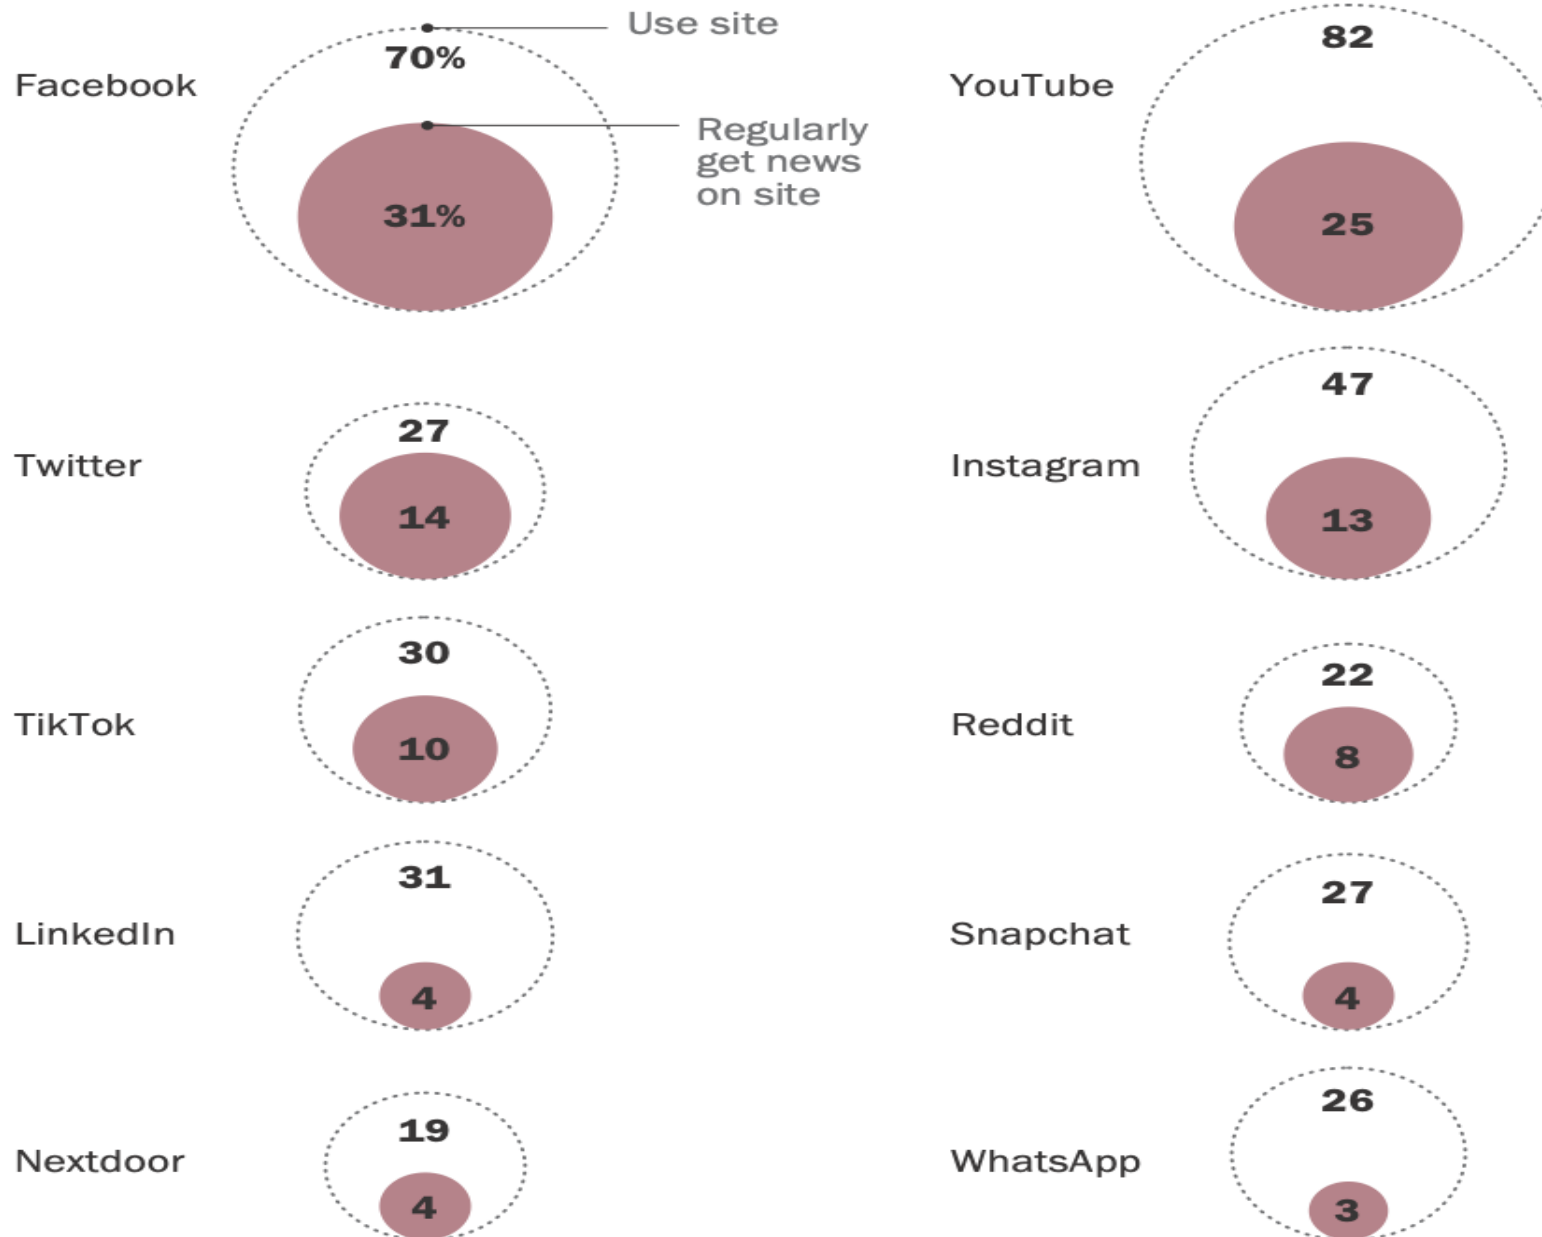 Use site
70%
Facebook
Regularly
get news
on site
31%
82
YouTube
25
27
Twitter
14
47
Instagram
13
30
TikTok
10
22
Reddit
8
31
LinkedIn
4
27
Snapchat
4
19
Nextdoor
4
26
WhatsApp
3